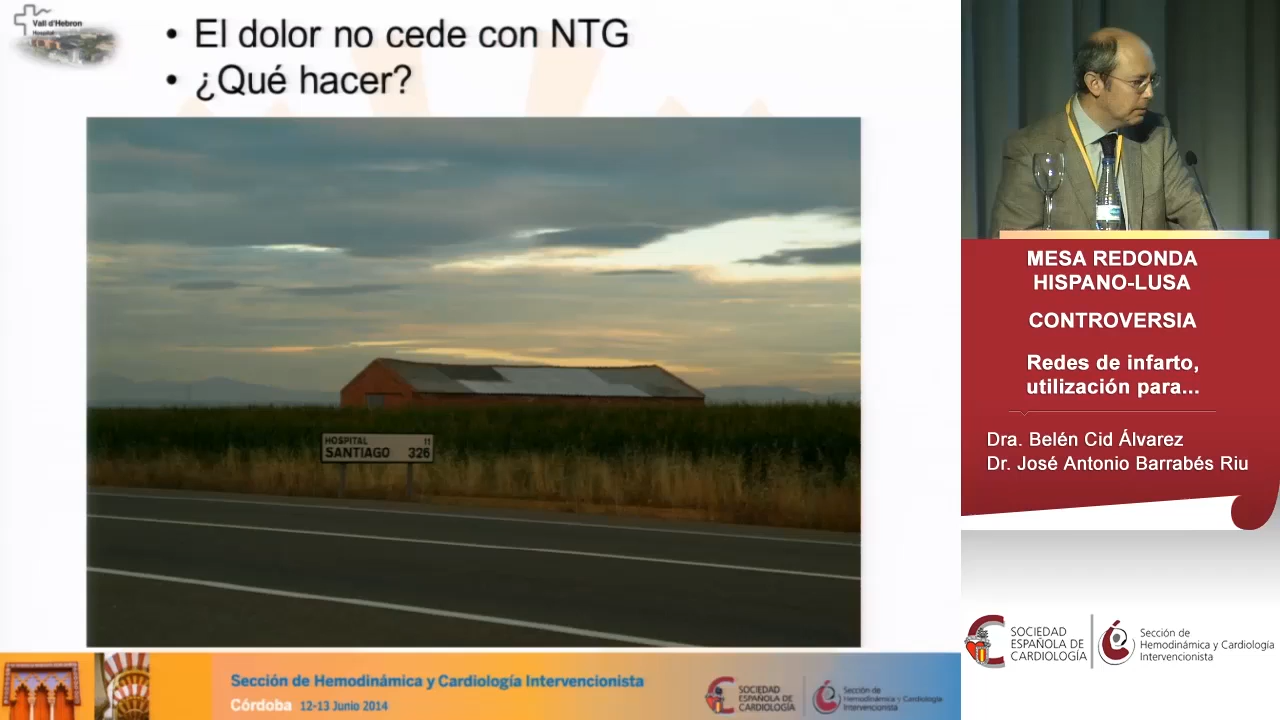 Vall d'Hebron
Hospital
• El dolor no cede con NTG
• ¿Qué hacer?
HOSPITAL 11
SANTIAGO 326
Sección de Hemodinámica y Cardiología Intervencionista
Córdoba 12-13 Junio 2014
SOCIEDAD
ESPAÑOLA DE
CARDIOLOGÍA
Sección de
Hemodinámica y Cardiología
Intervencionista
MESA REDONDA
HISPANO-LUSA
CONTROVERSIA
Redes de infarto,
utilización para...
Dra. Belén Cid Álvarez
Dr. José Antonio Barrabés Riu
SOCIEDAD
ESPAÑOLA DE
CARDIOLOGÍA
Sección de
Hemodinámica y Cardiología
Intervencionista